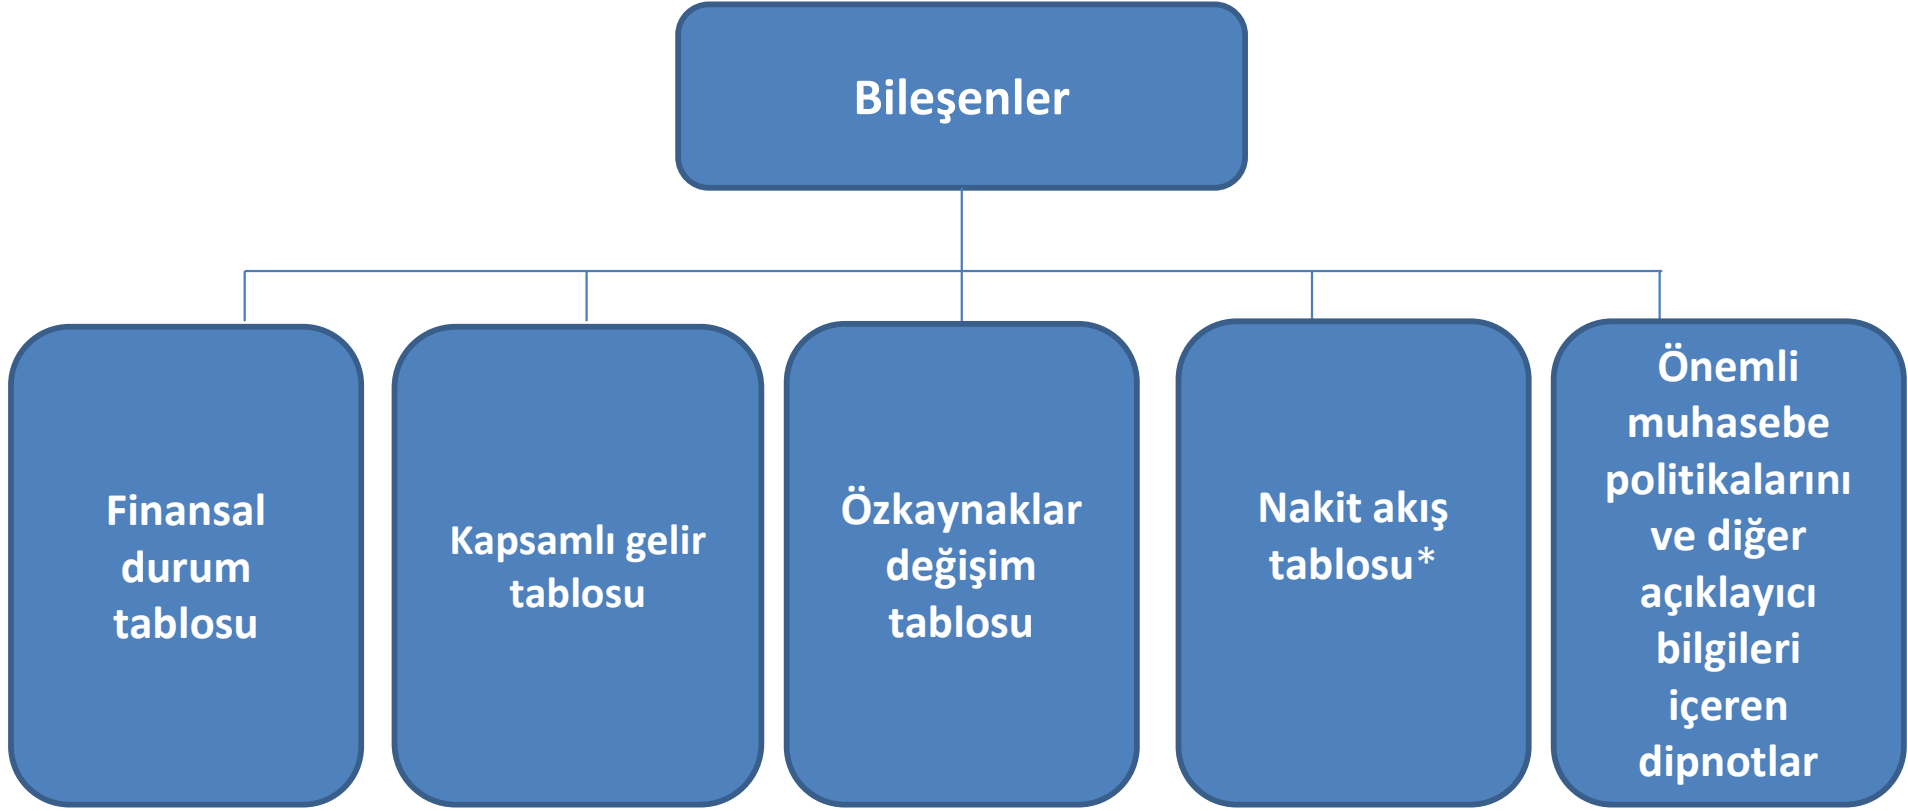 Bileşenler
Finansal
durum
tablosu
Kapsamlı gelir
tablosu
Özkaynaklar
değişim
tablosu
Nakit akış
tablosu*
Önemli
muhasebe
politikalarını
ve diğer
açıklayıcı
bilgileri
içeren
dipnotlar